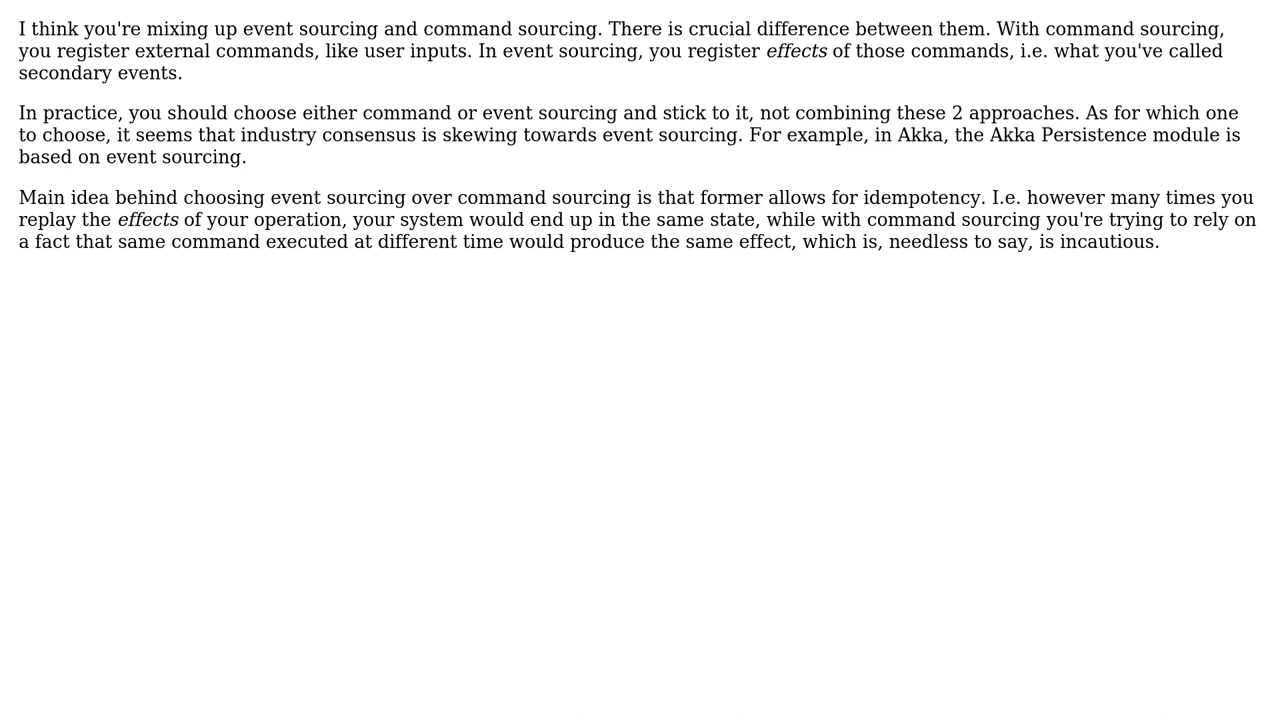 I think you're mixing up event sourcing and command sourcing. There is crucial difference between them. With command sourcing,
you register external commands, like user inputs. In event sourcing, you register effects of those commands, i.e. what you've called
secondary events.
In practice, you should choose either command or event sourcing and stick to it, not combining these 2 approaches. As for which one
to choose, it seems that industry consensus is skewing towards event sourcing. For example, in Akka, the Akka Persistence module is
based on event sourcing.
Main idea behind choosing event sourcing over command sourcing is that former allows for idempotency. I.e. however many times you
replay the effects of your operation, your system would end up in the same state, while with command sourcing you're trying to rely on
a fact that same command executed at different time would produce the same effect, which is, needless to say, is incautious.